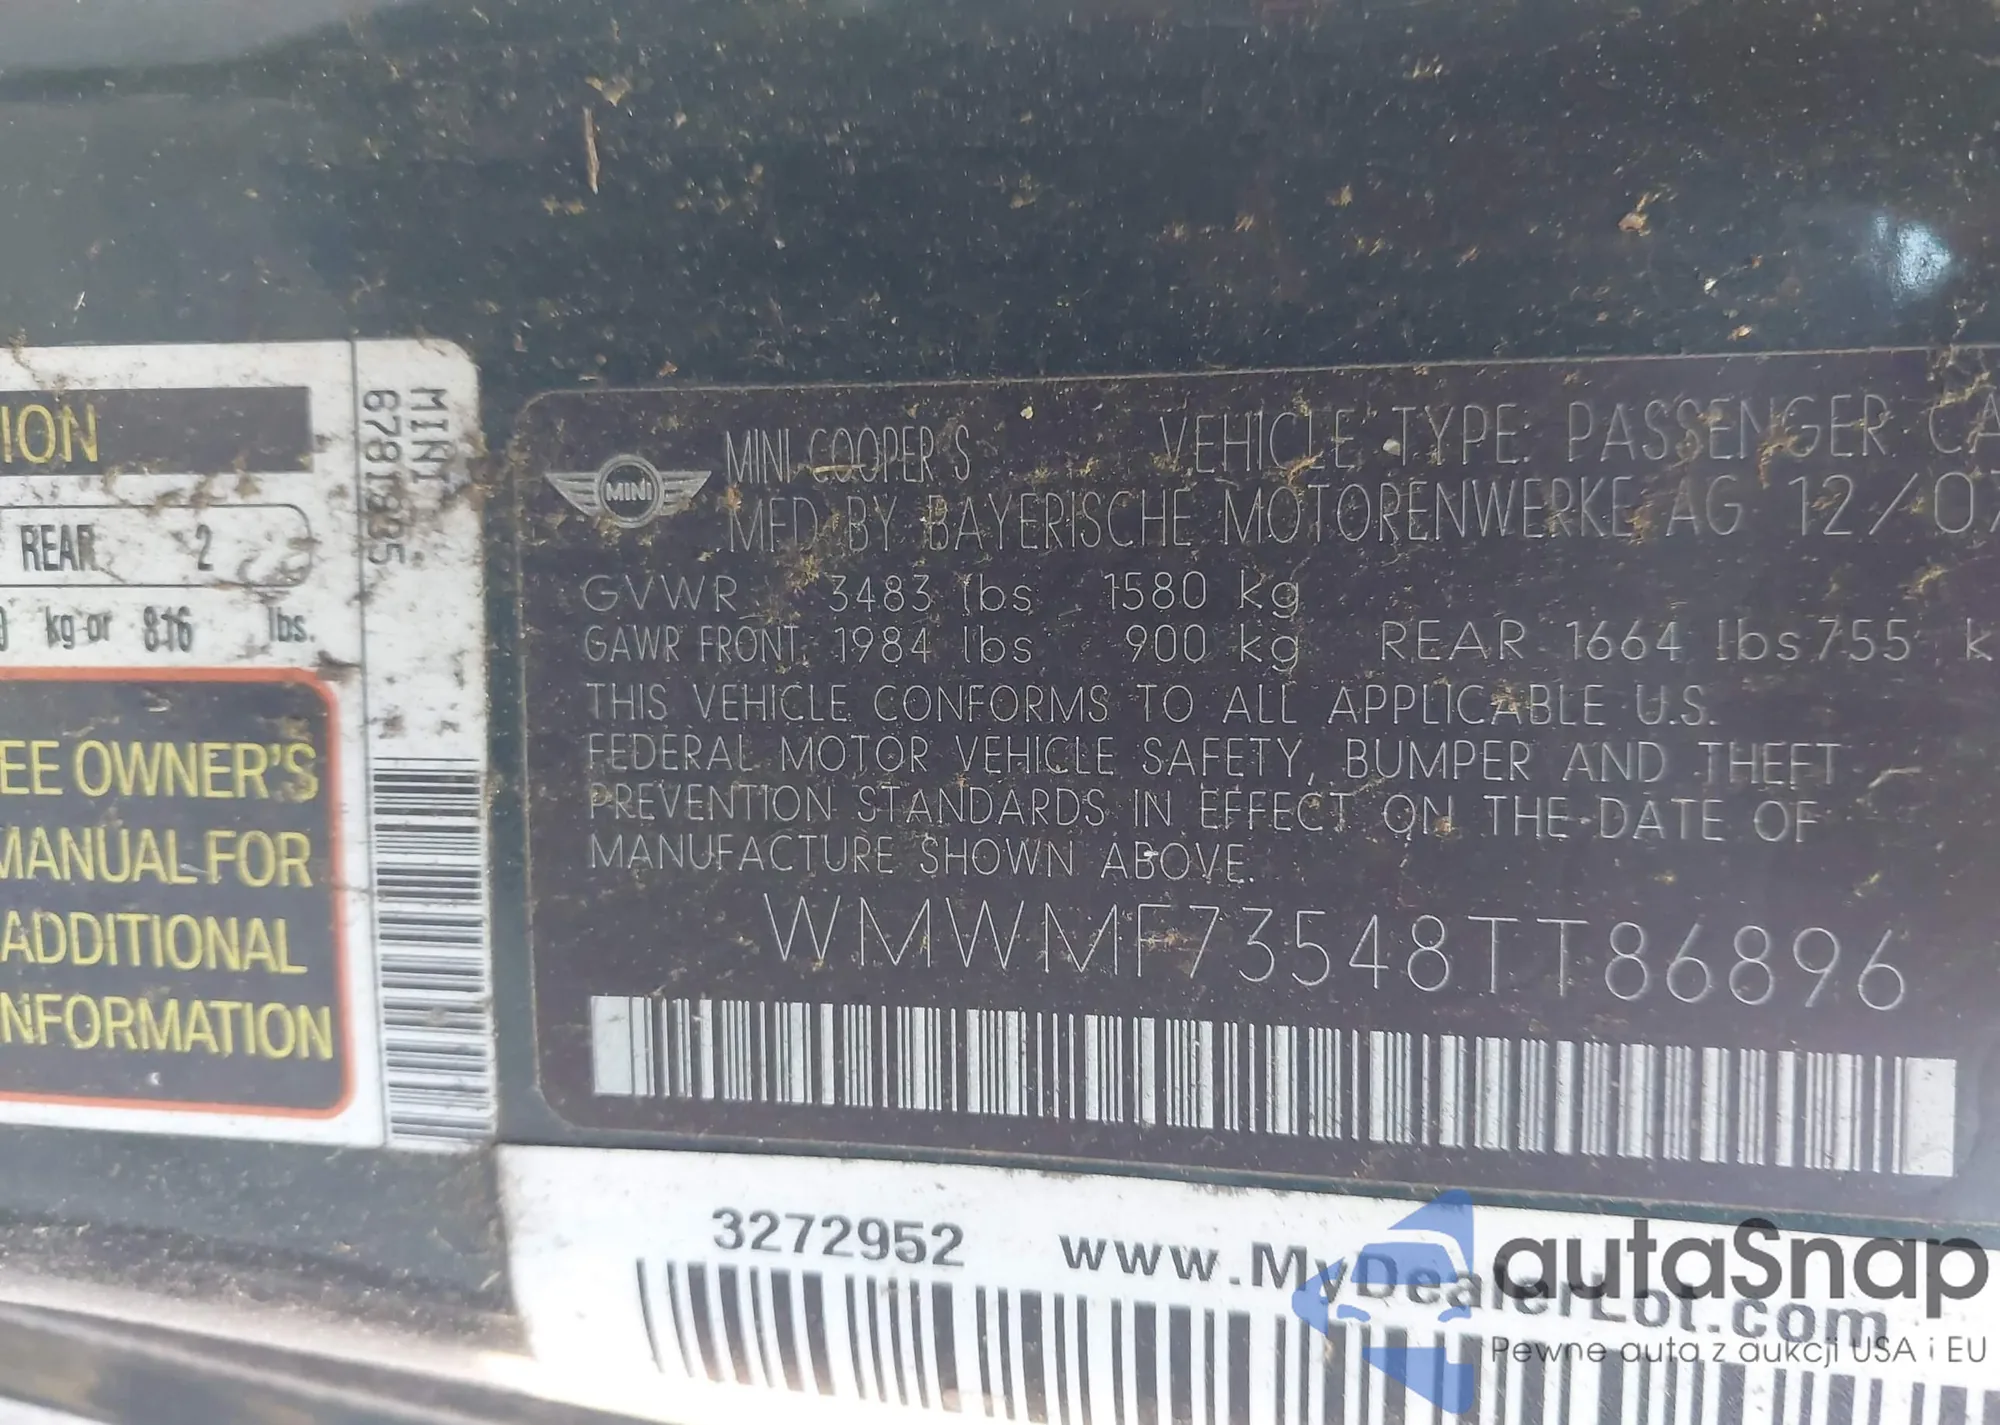 ION
REAR 2
kg or 816 lbs.
EE OWNER'S
MANUAL FOR
ADDITIONAL
NFORMATION
MINI
6781935
MINI
MINI COOPER S VEHICLE TYPE: PASSENGER CA
MFD BY BAYERISCHE MOTORENWERKE AG 12/07
GVWR 3483 lbs 1580 kg
GAWR FRONT 1984 lbs 900 kg REAR 1664 lbs 755 k
THIS VEHICLE CONFORMS TO ALL APPLICABLE U.S.
FEDERAL MOTOR VEHICLE SAFETY, BUMPER AND THEFT
PREVENTION STANDARDS IN EFFECT ON THE DATE OF
MANUFACTURE SHOWN ABOVE.
WMWMF73548TT86896
3272952 www.MyDealerLot.com
autaSnap
Pewne auta z aukcji USA i EU